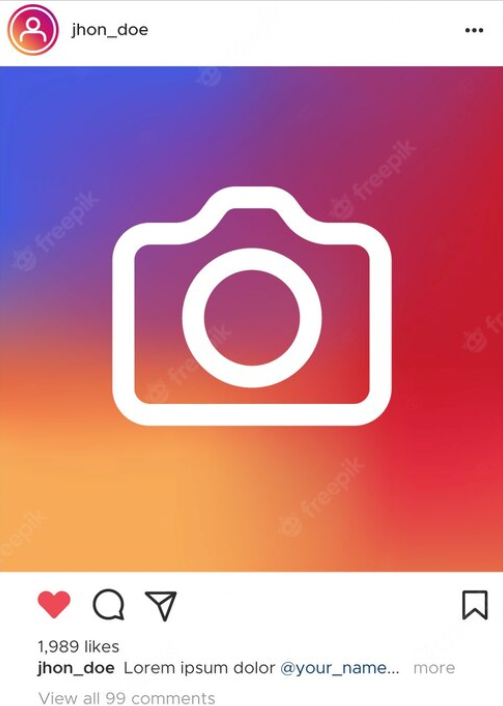 jhon_doe
freepik
freepik
freepik
freepik
freepik
freepik
1,989 likes
jhon_doe Lorem ipsum dolor @your_name... more
View all 99 comments